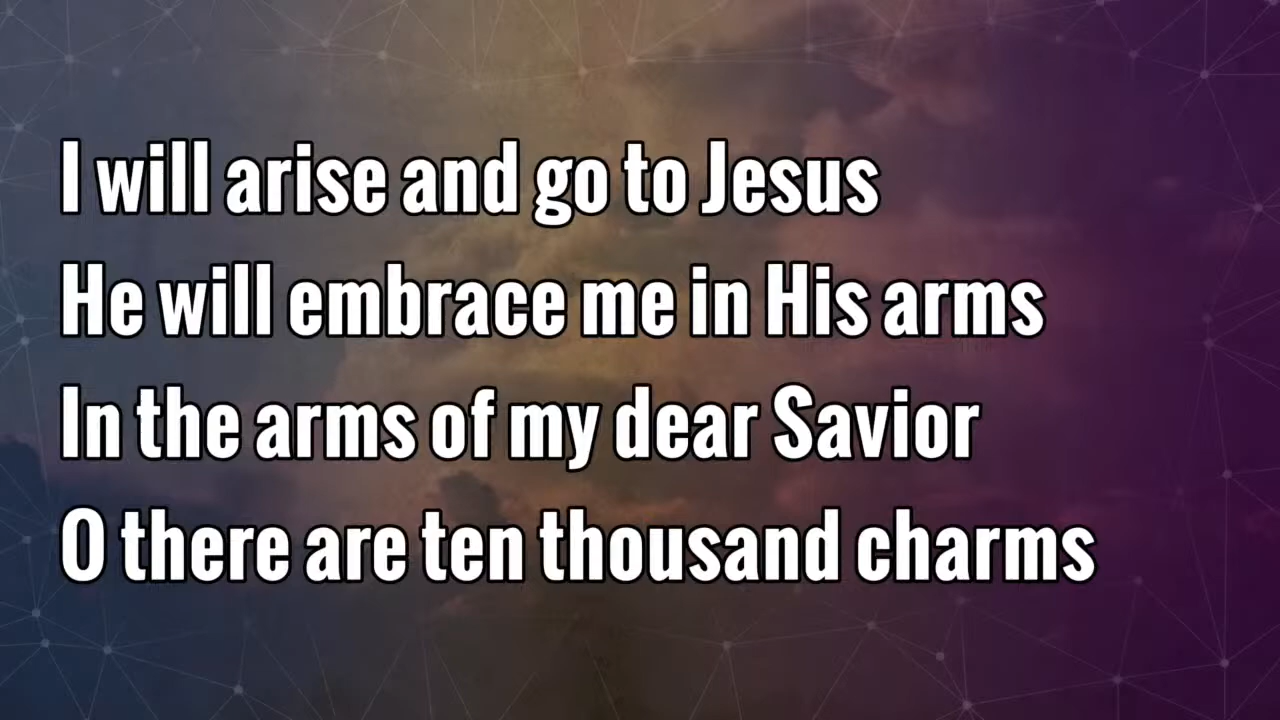 I will arise and go to Jesus
He will embrace me in His arms
In the arms of my dear Savior
O there are ten thousand charms